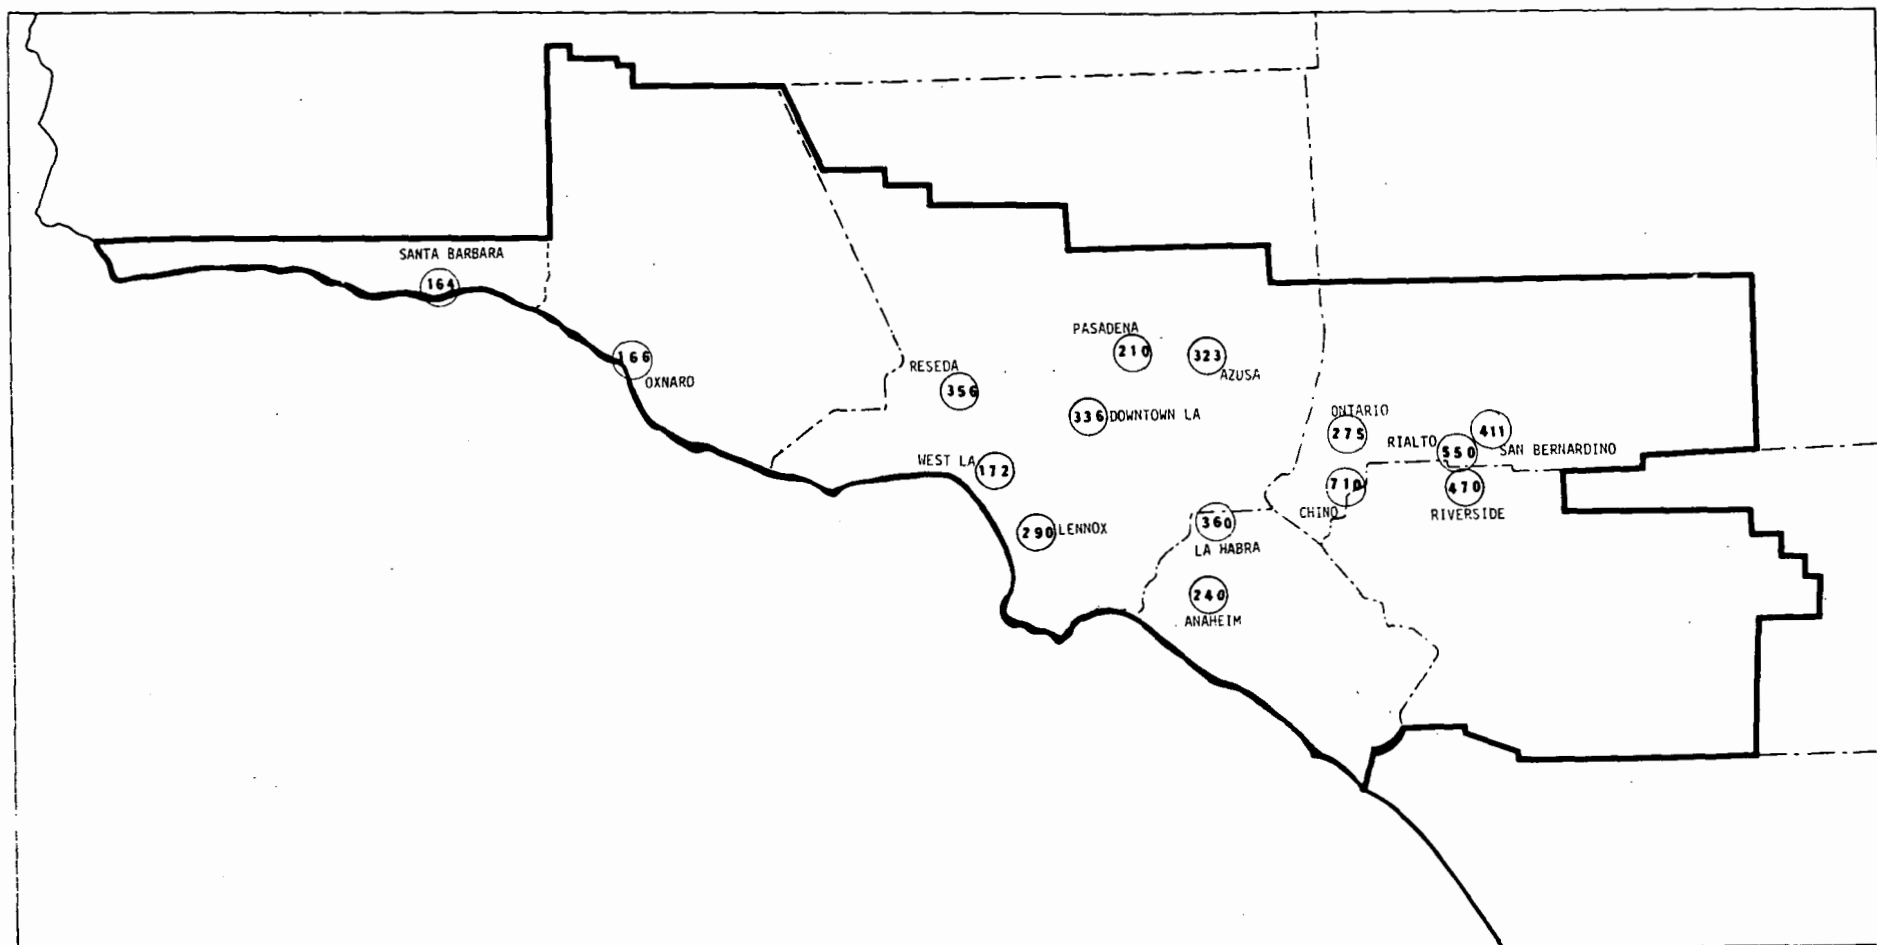 SANTA BARBARA
164
166
OXNARD
RESEDA
356
PASADENA
210
323
AZUSA
336 DOWNTOWN LA
WEST LA
172
290 LENNOX
ONTARIO
275
RIALTO
550
411
SAN BERNARDINO
CHINO
710
470
RIVERSIDE
360
LA HABRA
240
ANAHEIM